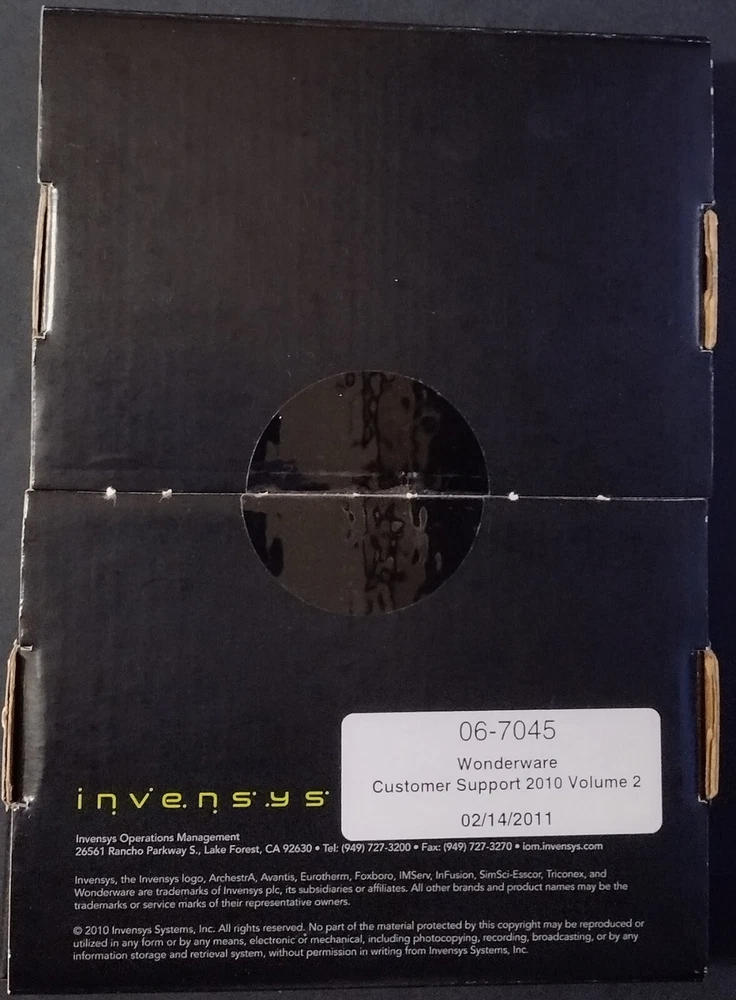 06-7045
Wonderware
Customer Support 2010 Volume 2
02/14/2011
invensys
Invensys Operations Management
26561 Rancho Parkway S., Lake Forest, CA 92630 • Tel: (949) 727-3200 • Fax: (949) 727-3270 • iom.invensys.com
Invensys, the Invensys logo, ArchestrA, Avantis, Eurotherm, Foxboro, IMServ, InFusion, SimSci-Esscor, Triconex, and
Wonderware are trademarks of Invensys plc, its subsidiaries or affiliates. All other brands and product names may be the
trademarks or service marks of their representative owners.
© 2010 Invensys Systems, Inc. All rights reserved. No part of the material protected by this copyright may be reproduced or
utilized in any form or by any means, electronic or mechanical, including photocopying, recording, broadcasting, or by any
information storage and retrieval system, without permission in writing from Invensys Systems, Inc.